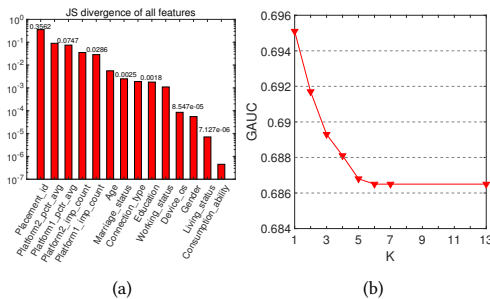 JS divergence of all features
10^0
10^-1
10^-2
10^-3
10^-4
10^-5
10^-6
10^-7
0.3562
0.0747
0.0286
0.0025
0.0018
8.547e-05
7.127e-06
Placement_id
Platform2_pctr_avg
Platform1_pctr_avg
Platform2_imp_count
Platform1_imp_count
Age
Marriage_status
Connection_type
Education
Working_status
Device_os
Gender
Living_status
Consumption_ability
(a)
0.696
0.694
0.692
0.69
0.688
0.686
0.684
GAUC
1 3 5 7 9 11 13
K
(b)